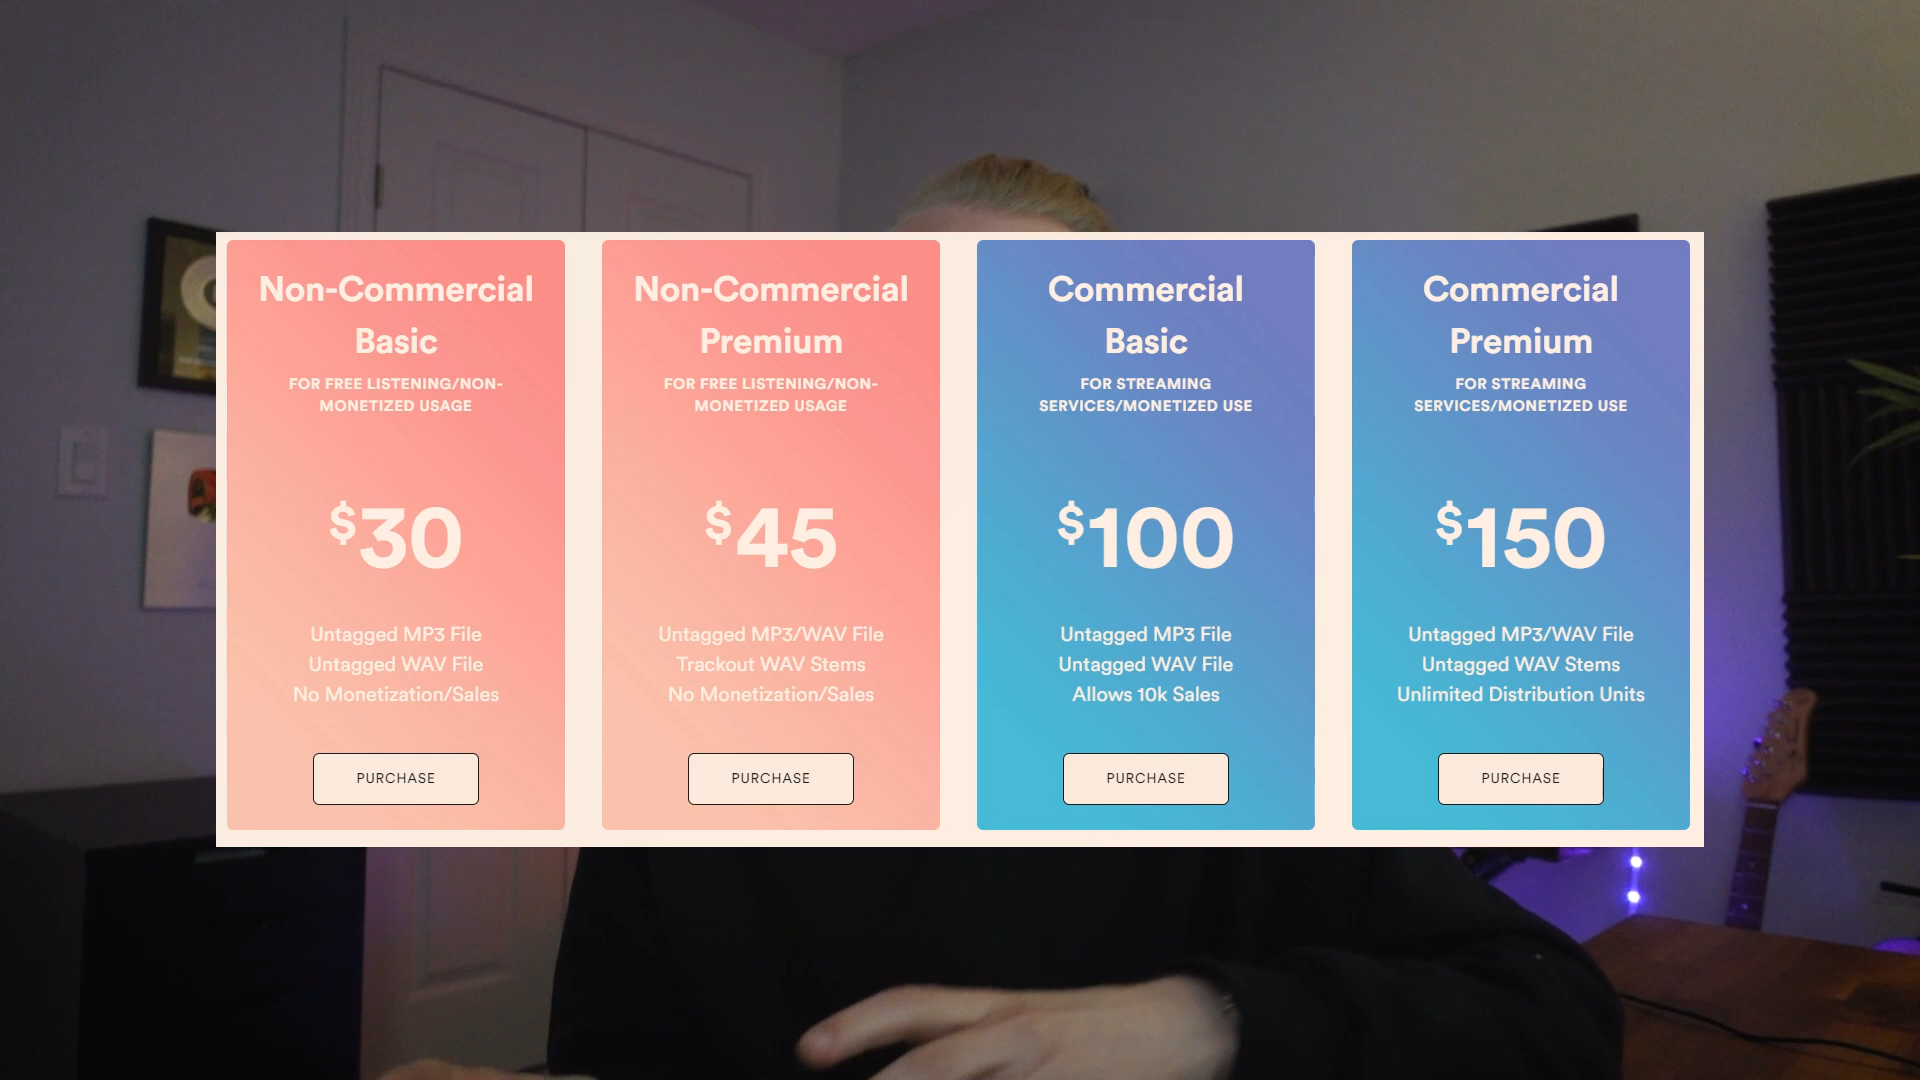 Non-Commercial
Basic
FOR FREE LISTENING/NON-
MONETIZED USAGE
$30
Untagged MP3 File
Untagged WAV File
No Monetization/Sales
PURCHASE
Non-Commercial
Premium
FOR FREE LISTENING/NON-
MONETIZED USAGE
$45
Untagged MP3/WAV File
Trackout WAV Stems
No Monetization/Sales
PURCHASE
Commercial
Basic
FOR STREAMING
SERVICES/MONETIZED USE
$100
Untagged MP3 File
Untagged WAV File
Allows 10k Sales
PURCHASE
Commercial
Premium
FOR STREAMING
SERVICES/MONETIZED USE
$150
Untagged MP3/WAV File
Untagged WAV Stems
Unlimited Distribution Units
PURCHASE